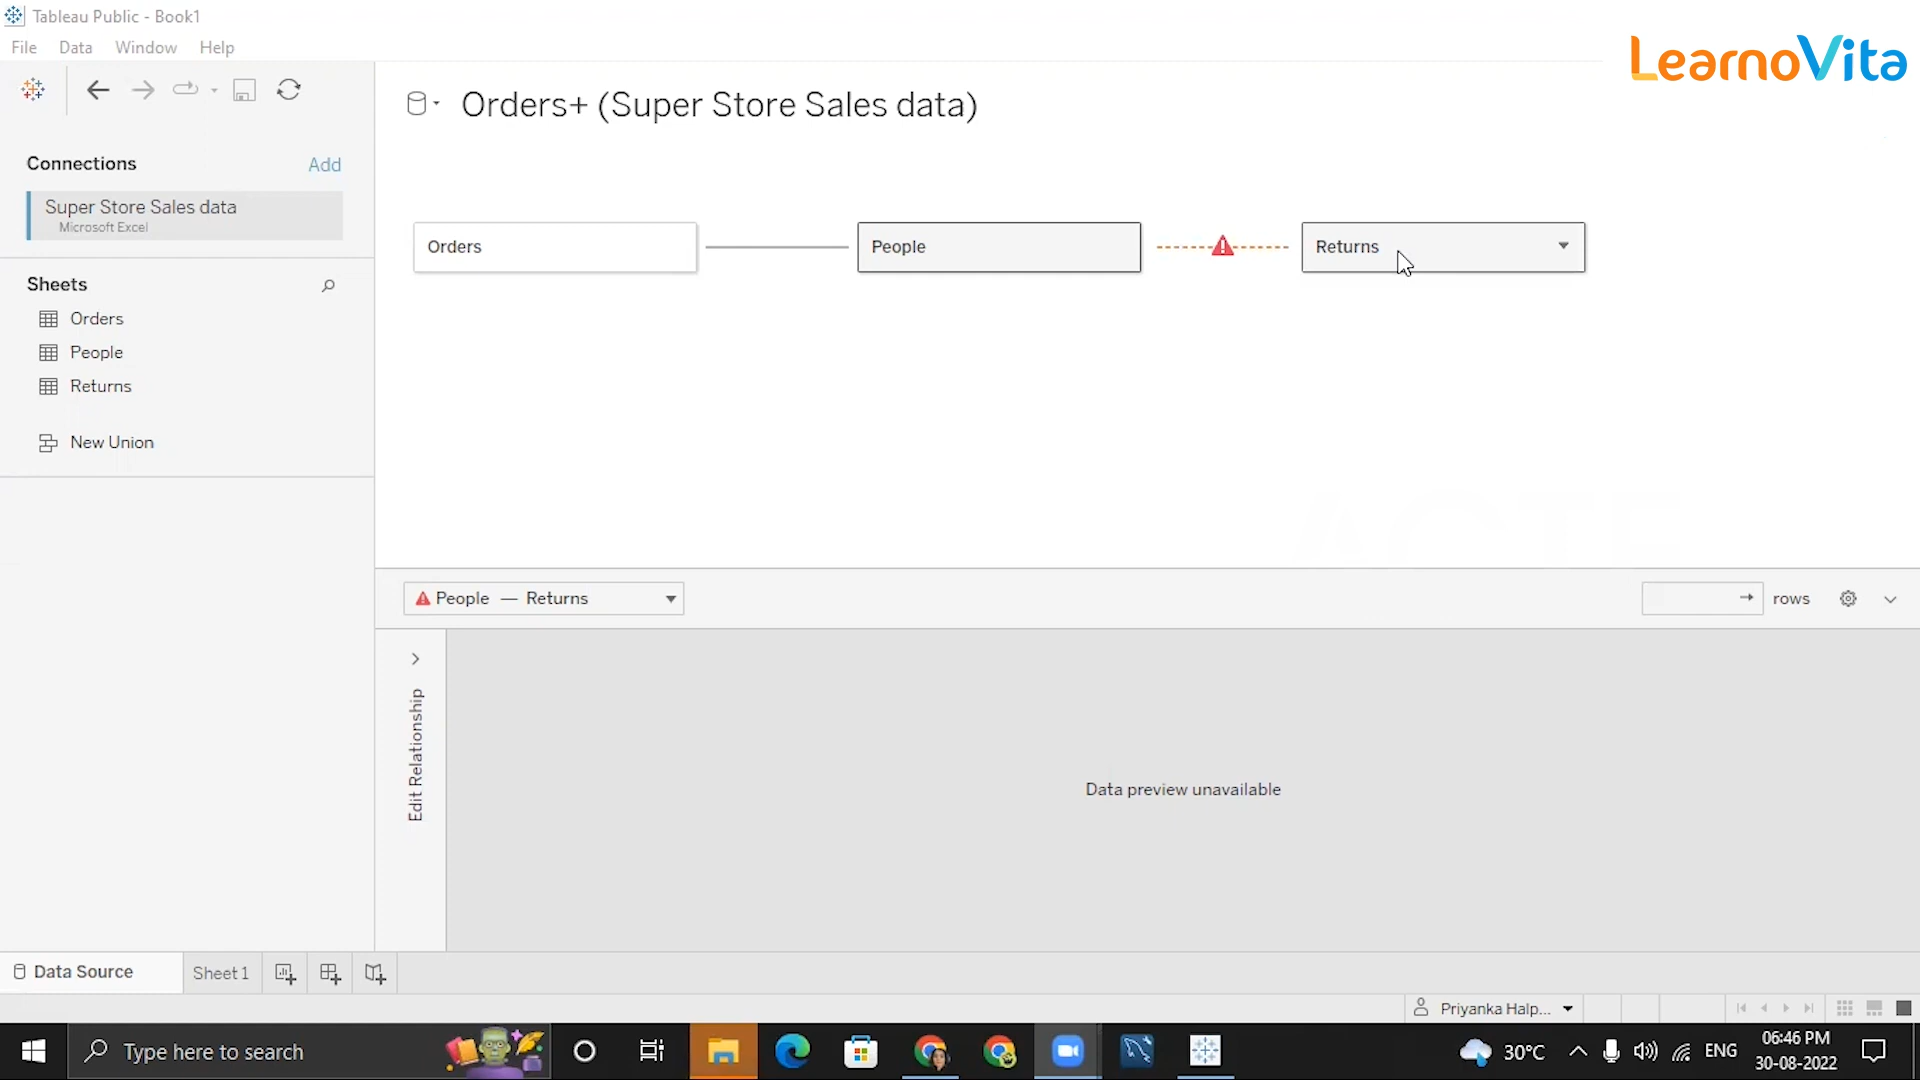 Tableau Public - Book1
File Data Window Help
LearnoVita
Connections Add
Super Store Sales data
Microsoft Excel
Sheets
Orders
People
Returns
New Union
Orders+ (Super Store Sales data)
Orders
People
Returns
People — Returns
rows
Edit Relationship
Data preview unavailable
Data Source Sheet 1
Priyanka Halp...
Type here to search
30°C
ENG
06:46 PM
30-08-2022